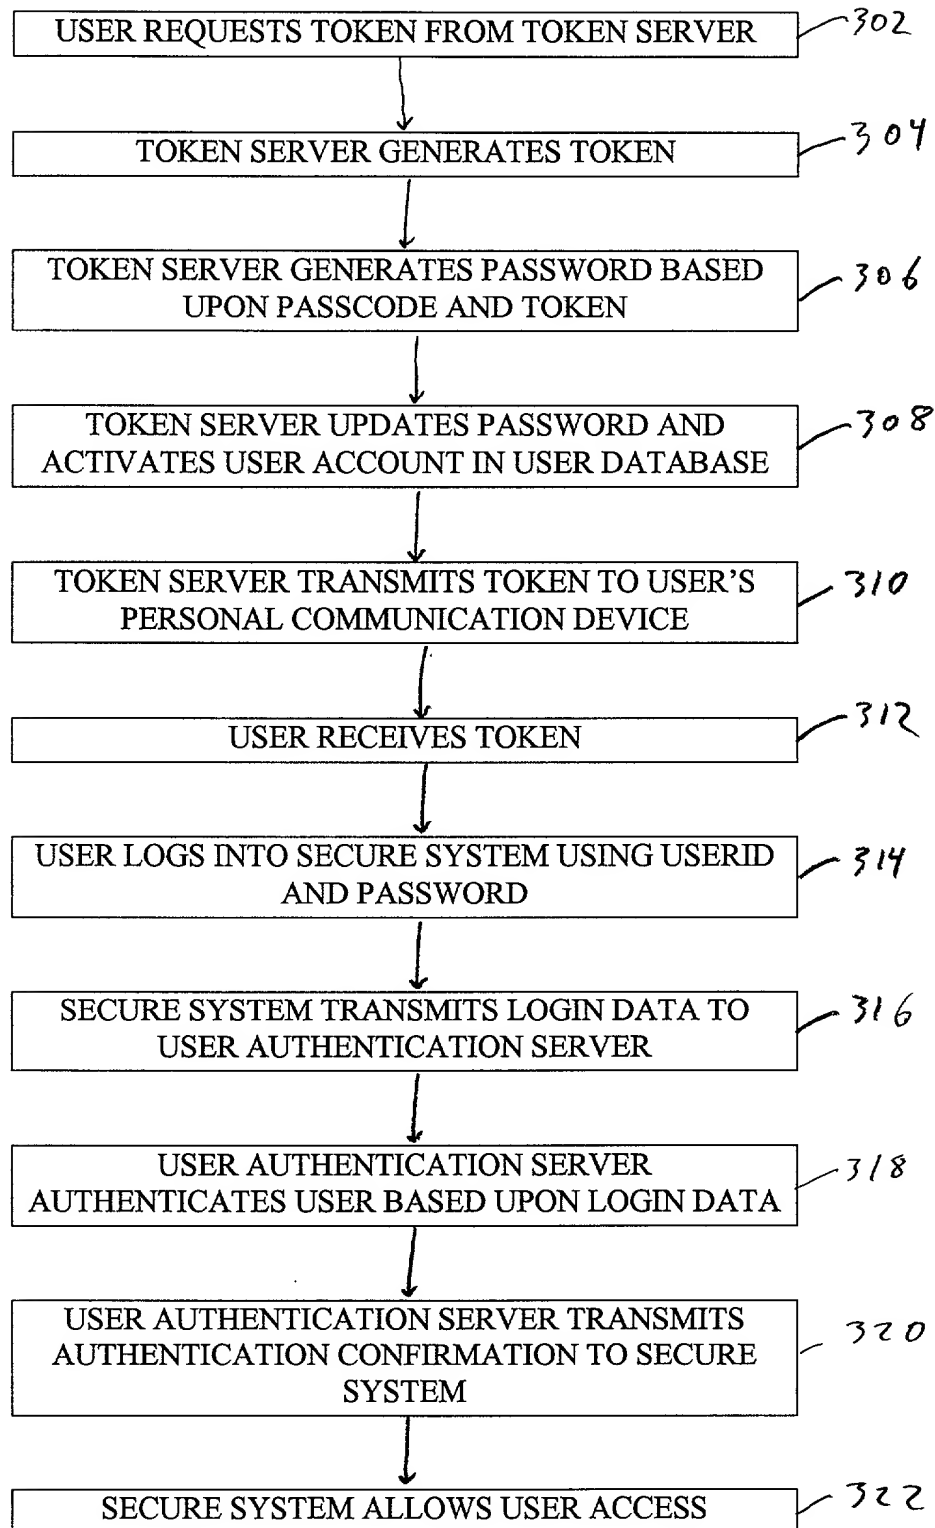 USER REQUESTS TOKEN FROM TOKEN SERVER
302
TOKEN SERVER GENERATES TOKEN
304
TOKEN SERVER GENERATES PASSWORD BASED
UPON PASSCODE AND TOKEN
306
TOKEN SERVER UPDATES PASSWORD AND
ACTIVATES USER ACCOUNT IN USER DATABASE
308
TOKEN SERVER TRANSMITS TOKEN TO USER'S
PERSONAL COMMUNICATION DEVICE
310
USER RECEIVES TOKEN
312
USER LOGS INTO SECURE SYSTEM USING USERID
AND PASSWORD
314
SECURE SYSTEM TRANSMITS LOGIN DATA TO
USER AUTHENTICATION SERVER
316
USER AUTHENTICATION SERVER
AUTHENTICATES USER BASED UPON LOGIN DATA
318
USER AUTHENTICATION SERVER TRANSMITS
AUTHENTICATION CONFIRMATION TO SECURE
SYSTEM
320
SECURE SYSTEM ALLOWS USER ACCESS
322